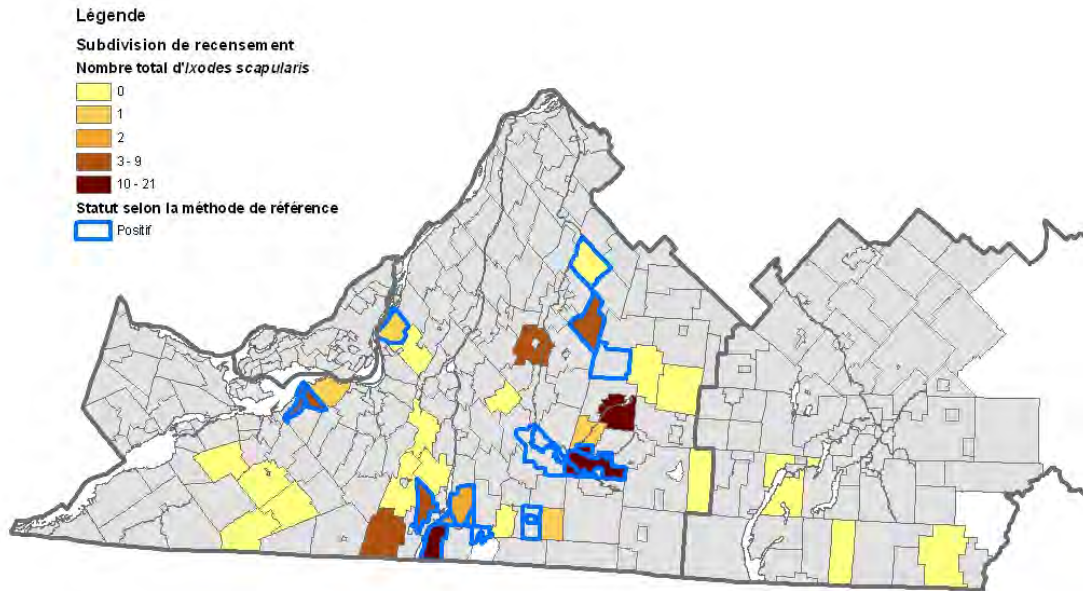 Légende
Subdivision de recensement
Nombre total d'Ixodes scapularis
0
1
2
3 - 9
10 - 21
Statut selon la méthode de référence
Positif